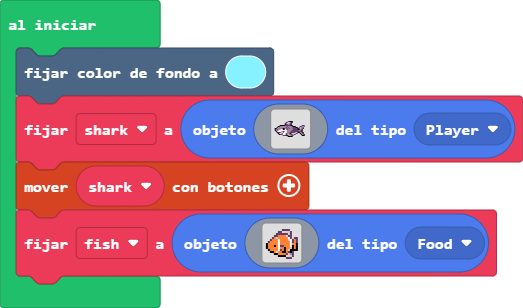 al iniciar
fijar color de fondo a
fijar shark a objeto del tipo Player
mover shark con botones
fijar fish a objeto del tipo Food